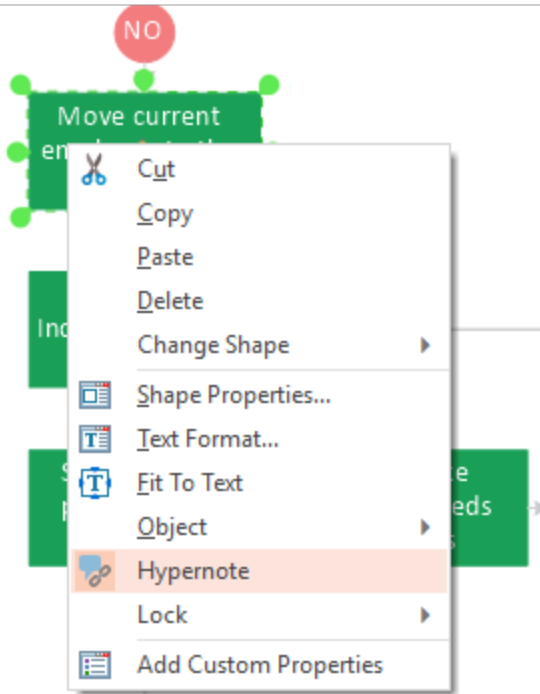 NO
Move current
Cut
Copy
Paste
Delete
Change Shape
Shape Properties...
Text Format...
Fit To Text
Object
eds
Hypernote
Lock
Add Custom Properties